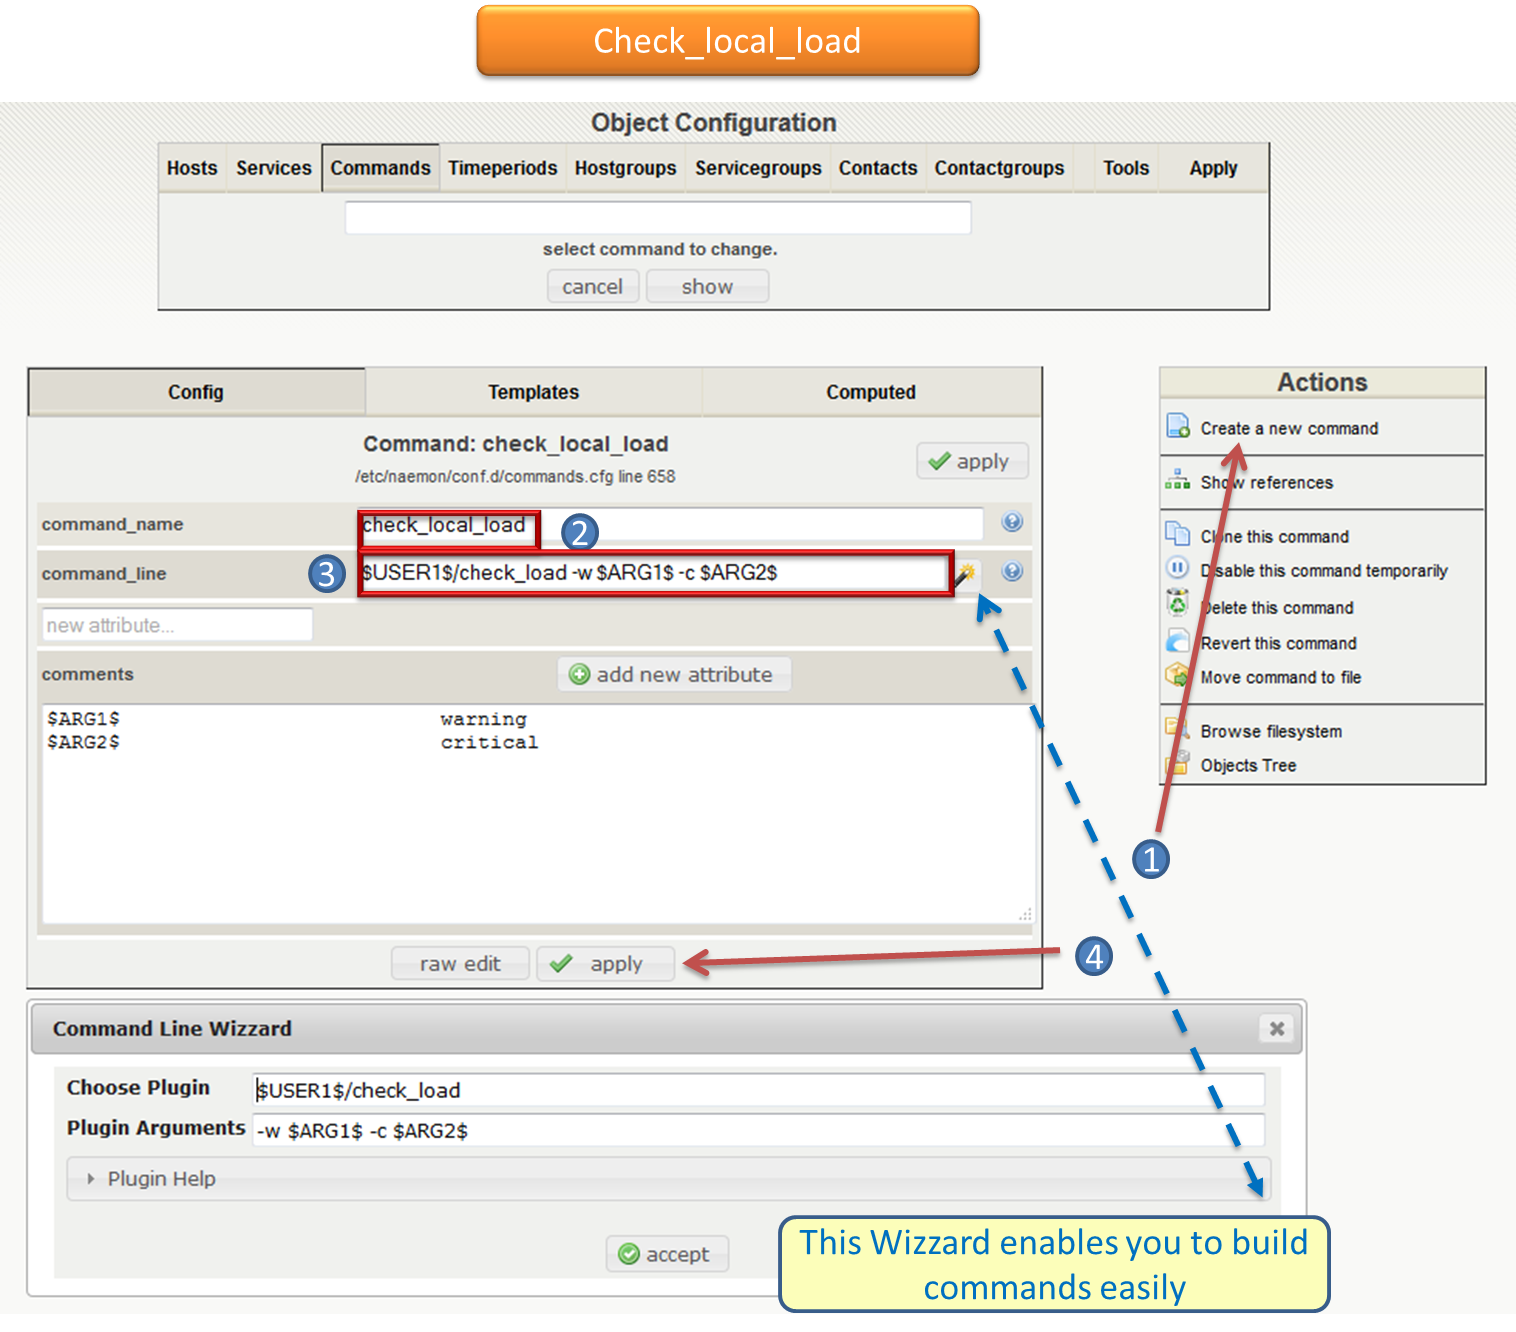 Check_local_load
Object Configuration
Hosts Services Commands Timeperiods Hostgroups Servicegroups Contacts Contactgroups Tools Apply
select command to change.
cancel show
Config Templates Computed
Command: check_local_load
apply
/etc/naemon/conf.d/commands.cfg line 658
command_name check_local_load 2
command_line 3 $USER1$/check_load -w $ARG1$ -c $ARG2$
new attribute...
comments add new attribute
$ARG1$ warning
$ARG2$ critical
raw edit apply
4
Actions
Create a new command
Show references
Clone this command
Disable this command temporarily
Delete this command
Revert this command
Move command to file
Browse filesystem
Objects Tree
1
Command Line Wizzard
Choose Plugin $USER1$/check_load
Plugin Arguments -w $ARG1$ -c $ARG2$
Plugin Help
accept
This Wizzard enables you to build
commands easily